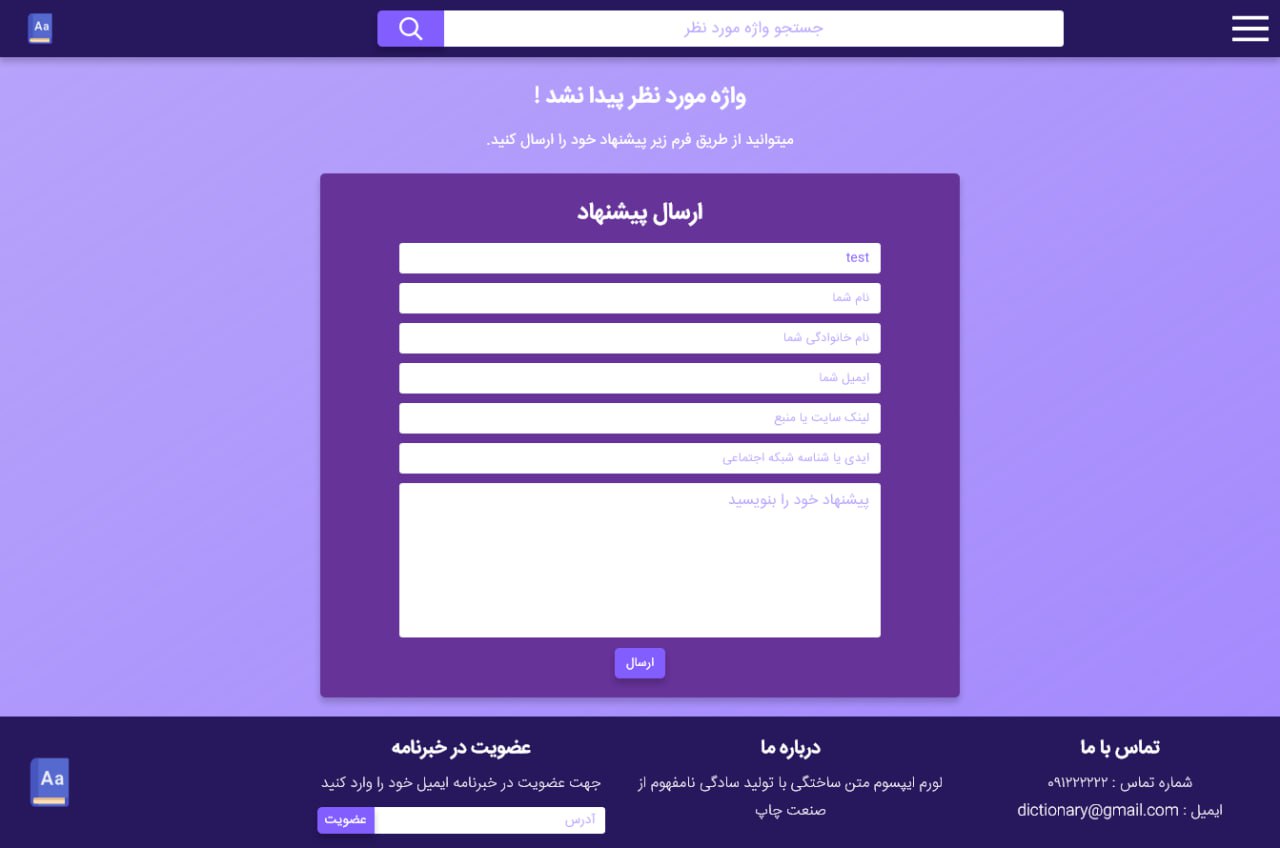 جستجو واژه مورد نظر
Aa
واژه مورد نظر پیدا نشد !
میتوانید از طریق فرم زیر پیشنهاد خود را ارسال کنید.
ارسال پیشنهاد
test
نام شما
نام خانوادگی شما
ایمیل شما
لینک سایت یا منبع
ایدی یا شناسه شبکه اجتماعی
پیشنهاد خود را بنویسید
ارسال
تماس با ما
شماره تماس : ۰۹۱۲۲۲۲۲۲
ایمیل : dictionary@gmail.com
درباره ما
لورم ایپسوم متن ساختگی با تولید سادگی نامفهوم از
صنعت چاپ
عضویت در خبرنامه
جهت عضویت در خبرنامه ایمیل خود را وارد کنید
آدرس
عضویت
Aa